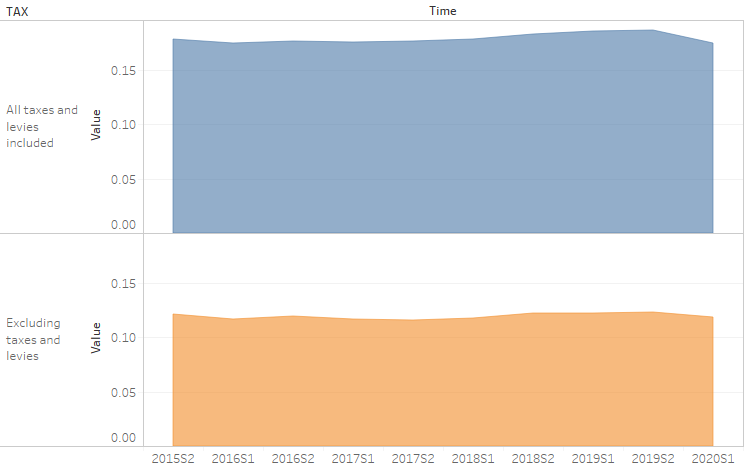 TAX
Time
All taxes and
levies
included
Value
0.15
0.10
0.05
0.00
Excluding
taxes and
levies
Value
0.15
0.10
0.05
0.00
2015S2 2016S1 2016S2 2017S1 2017S2 2018S1 2018S2 2019S1 2019S2 2020S1